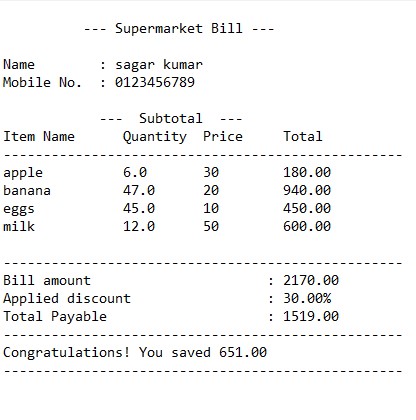 --- Supermarket Bill ---
Name : sagar kumar
Mobile No. : 0123456789
--- Subtotal ---
Item Name Quantity Price Total
--------------------------------------------------
apple 6.0 30 180.00
banana 47.0 20 940.00
eggs 45.0 10 450.00
milk 12.0 50 600.00
--------------------------------------------------
Bill amount : 2170.00
Applied discount : 30.00%
Total Payable : 1519.00
--------------------------------------------------
Congratulations! You saved 651.00
--------------------------------------------------